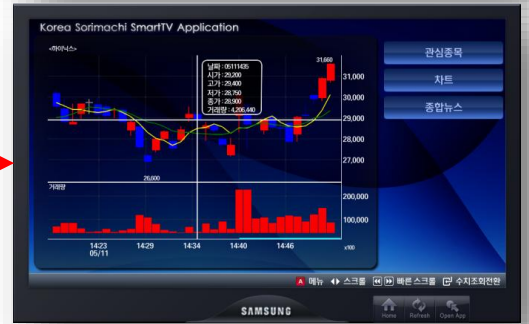 Korea Sorimachi SmartTV Application
<하이닉스>
날짜 : 05111435
시가 : 29,200
고가 : 29,400
저가 : 28,750
종가 : 28,900
거래량 : 4,206,440
31,660
31,000
30,000
29,000
28,000
27,000
26,600
거래량
200,000
100,000
14:23
05/11
14:29
14:34
14:40
14:46
x100
관심종목
차트
종합뉴스
A 메뉴 스크롤 빠른 스크롤 수치조회전환
SAMSUNG
Home Refresh Open App